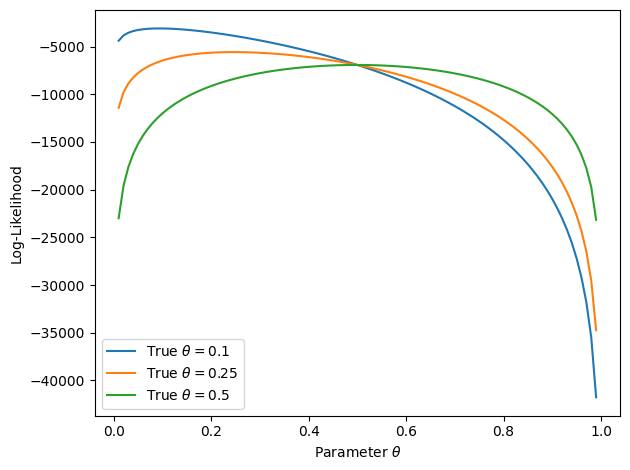 −5000
−10000
−15000
−20000
−25000
−30000
−35000
−40000
Log-Likelihood
True θ = 0.1
True θ = 0.25
True θ = 0.5
0.0 0.2 0.4 0.6 0.8 1.0
Parameter θ